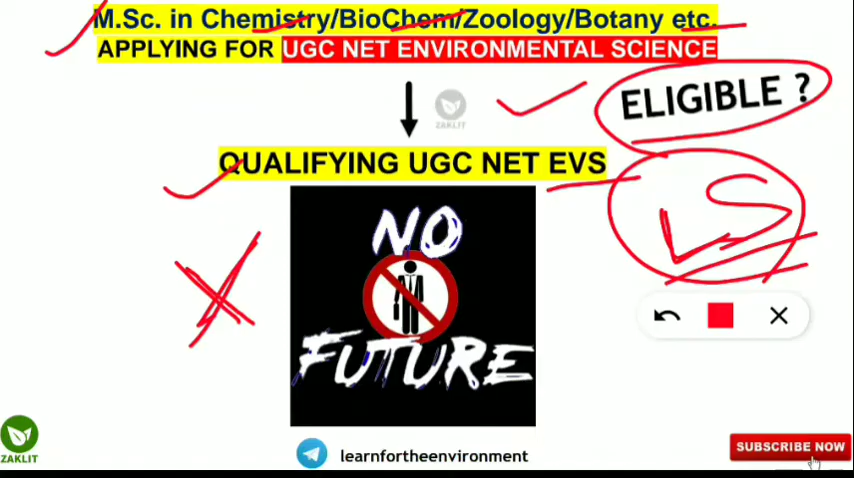 M.Sc. in Chemistry/BioChem/Zoology/Botany etc.
APPLYING FOR UGC NET ENVIRONMENTAL SCIENCE
ZAKLIT
ELIGIBLE ?
QUALIFYING UGC NET EVS
LS
NO
FUTURE
ZAKLIT
learnfortheenvironment
SUBSCRIBE NOW